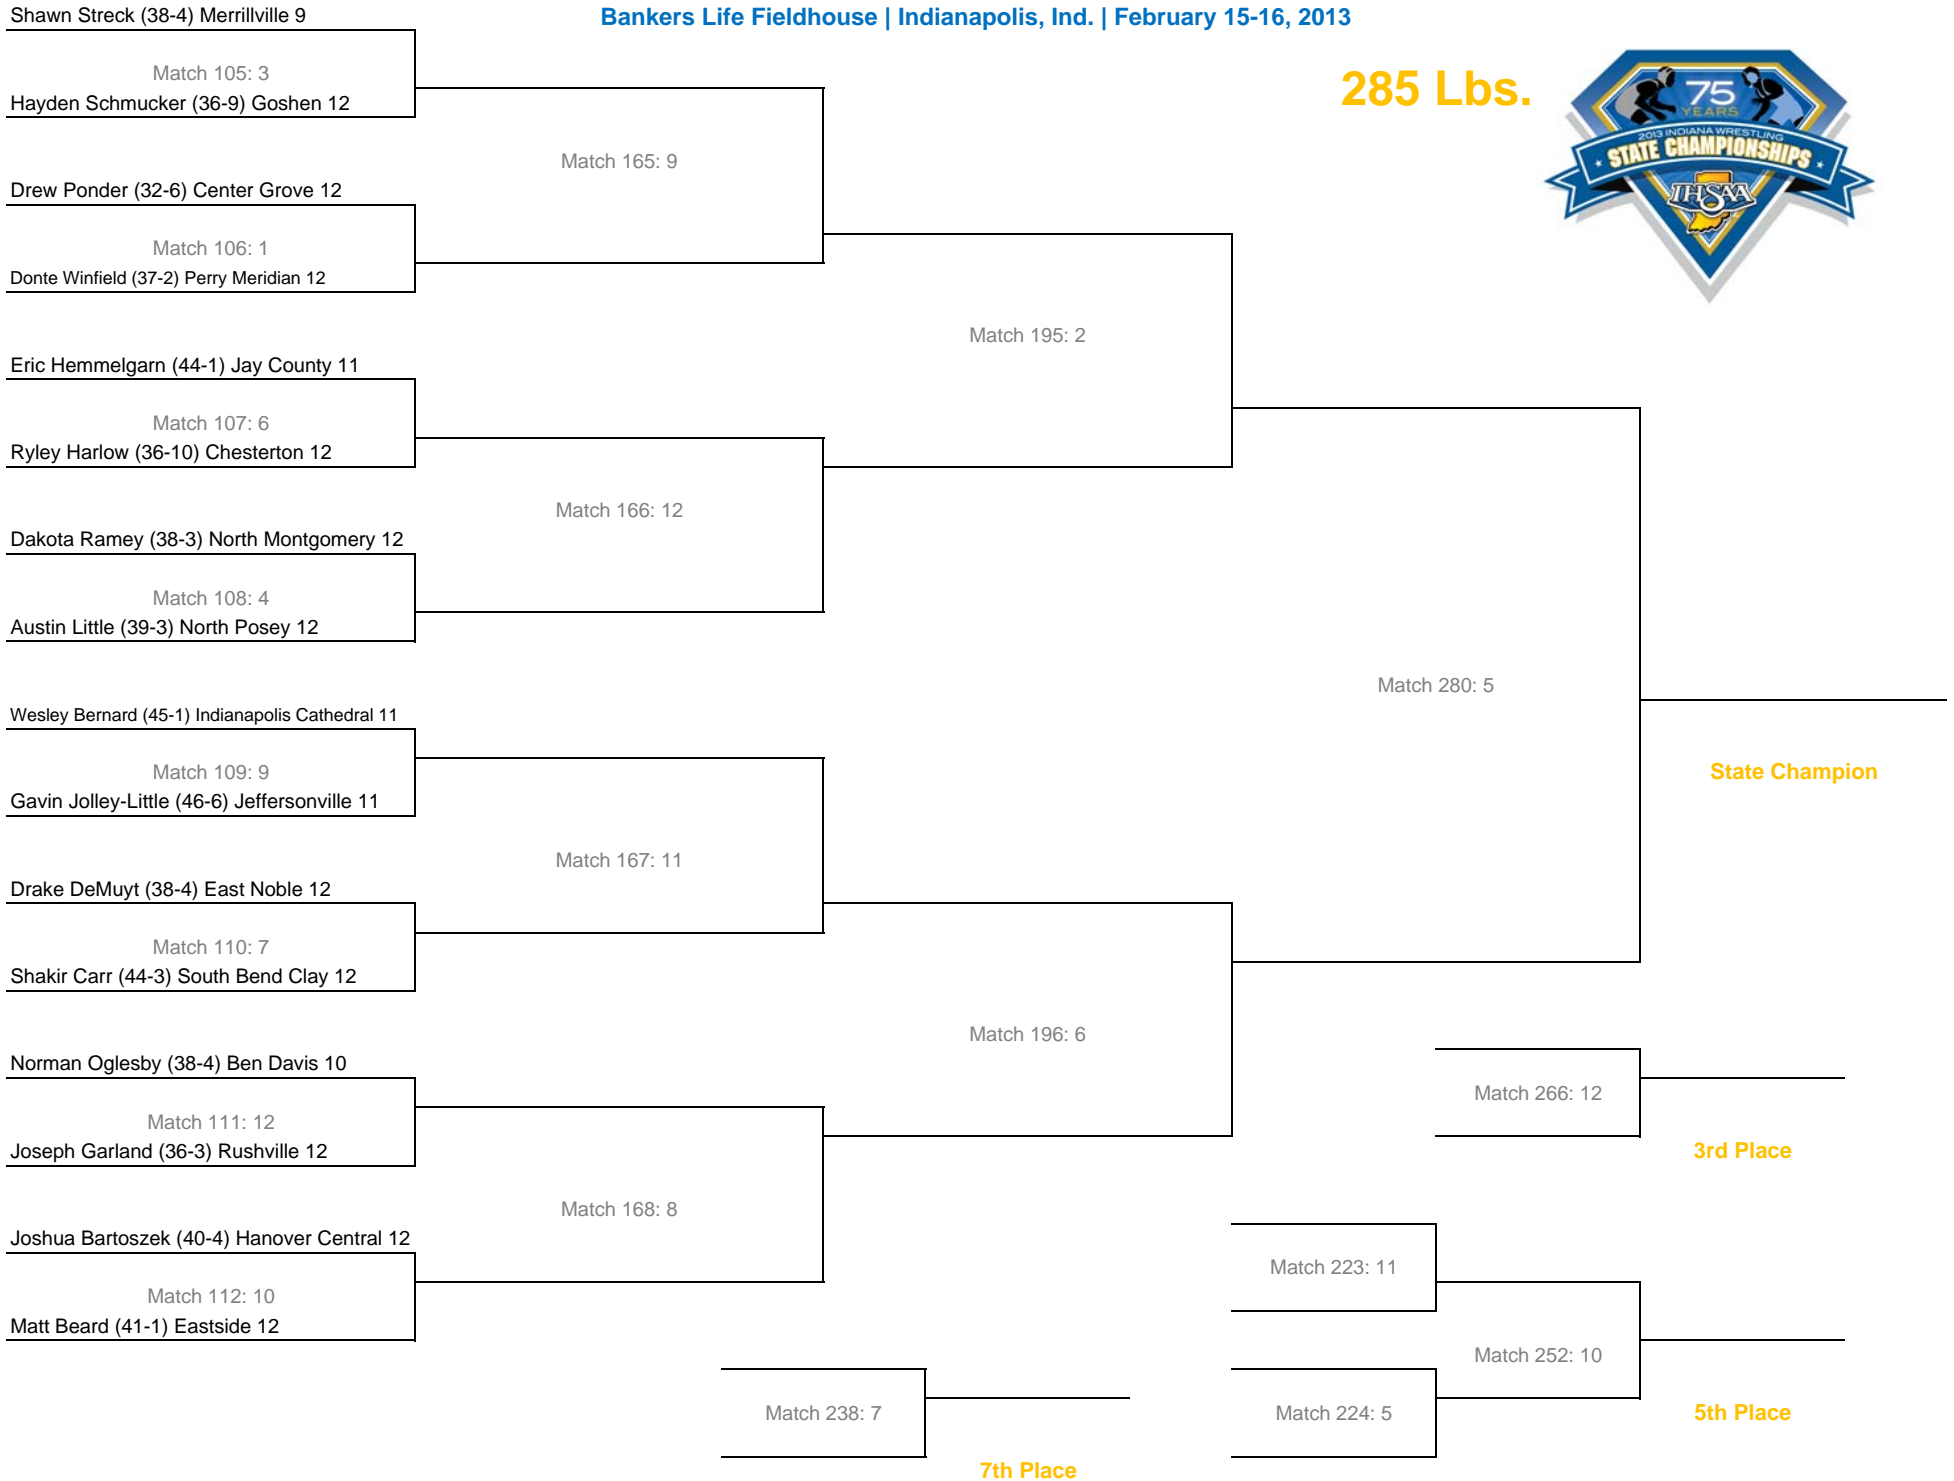 Shawn Streck (38-4) Merrillville 9
Bankers Life Fieldhouse | Indianapolis, Ind. | February 15-16, 2013
285 Lbs.
75
YEARS
2013 INDIANA WRESTLING
STATE CHAMPIONSHIPS
IHSAA
Match 105: 3
Hayden Schmucker (36-9) Goshen 12
Match 165: 9
Drew Ponder (32-6) Center Grove 12
Match 106: 1
Donte Winfield (37-2) Perry Meridian 12
Match 195: 2
Eric Hemmelgarn (44-1) Jay County 11
Match 107: 6
Ryley Harlow (36-10) Chesterton 12
Match 166: 12
Dakota Ramey (38-3) North Montgomery 12
Match 108: 4
Austin Little (39-3) North Posey 12
Match 280: 5
Wesley Bernard (45-1) Indianapolis Cathedral 11
State Champion
Match 109: 9
Gavin Jolley-Little (46-6) Jeffersonville 11
Match 167: 11
Drake DeMuyt (38-4) East Noble 12
Match 110: 7
Shakir Carr (44-3) South Bend Clay 12
Match 196: 6
Norman Oglesby (38-4) Ben Davis 10
Match 266: 12
Match 111: 12
Joseph Garland (36-3) Rushville 12
3rd Place
Match 168: 8
Joshua Bartoszek (40-4) Hanover Central 12
Match 223: 11
Match 112: 10
Matt Beard (41-1) Eastside 12
Match 252: 10
Match 238: 7
Match 224: 5
5th Place
7th Place